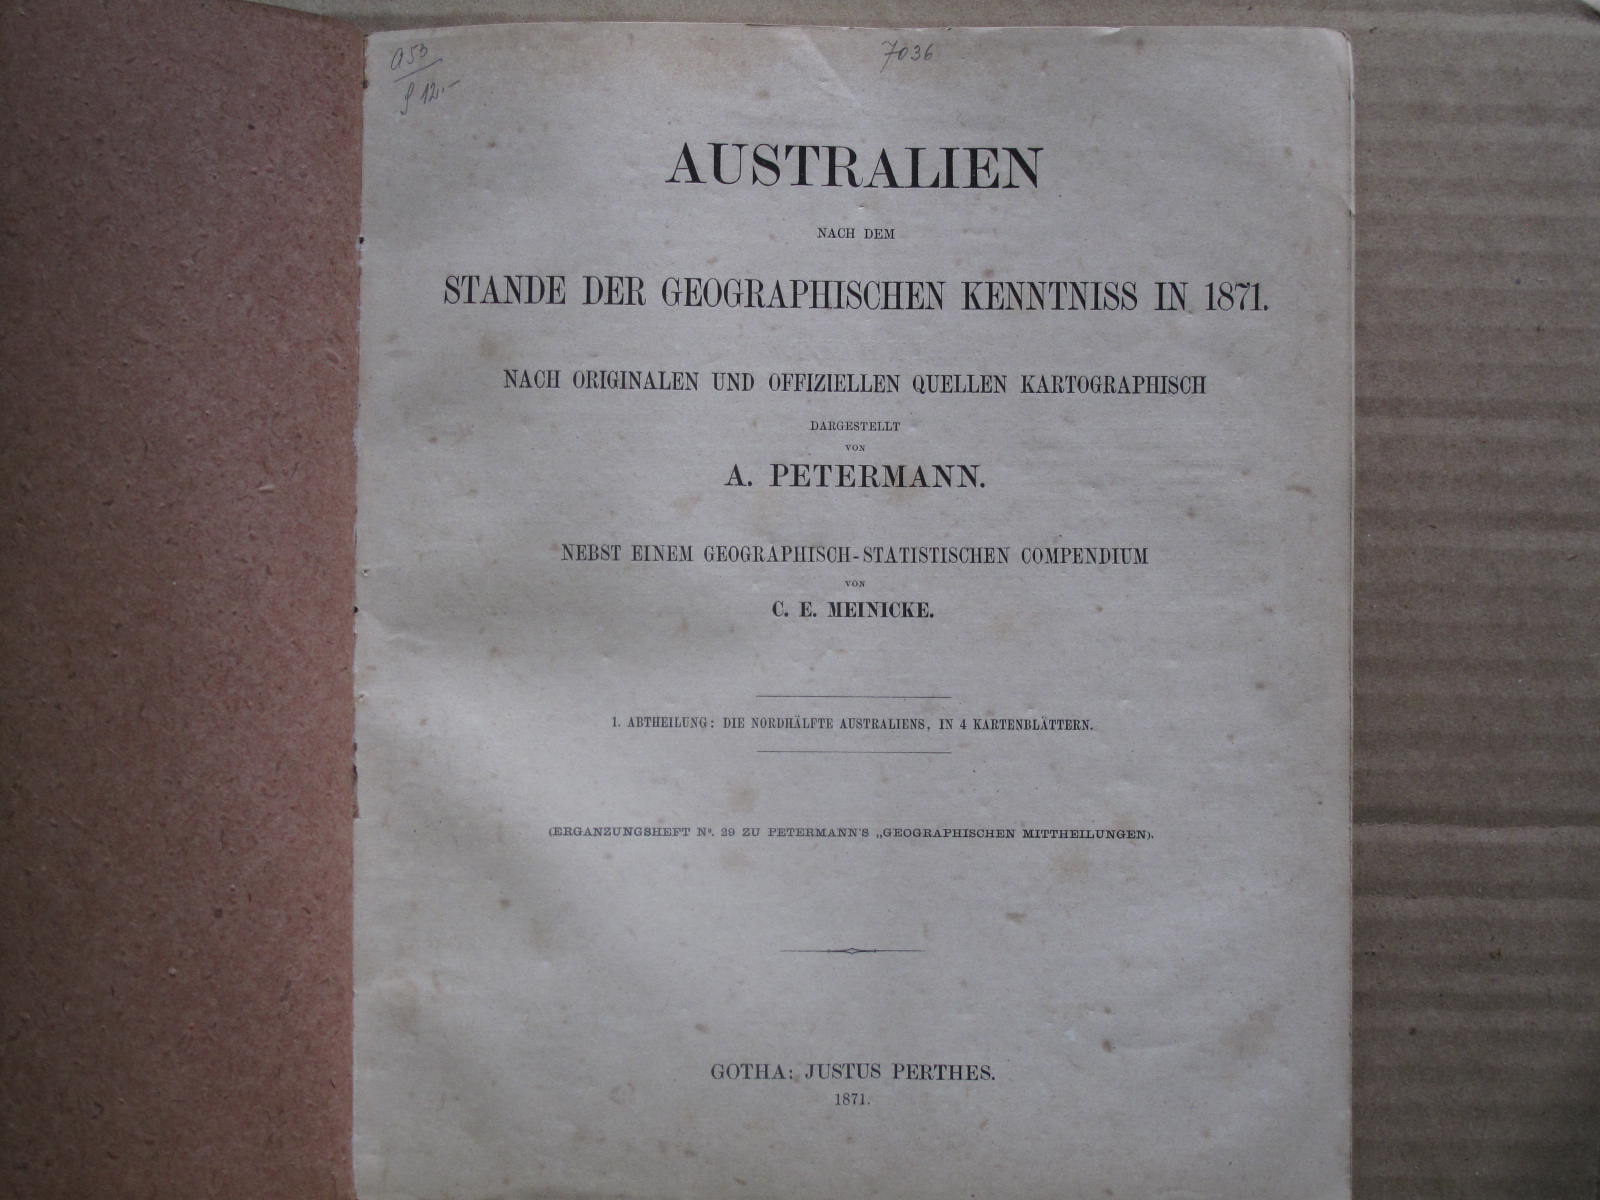 a53
7036
12.-
AUSTRALIEN
NACH DEM
STANDE DER GEOGRAPHISCHEN KENNTNISS IN 1871.
NACH ORIGINALEN UND OFFIZIELLEN QUELLEN KARTOGRAPHISCH
DARGESTELLT
VON
A. PETERMANN.
NEBST EINEM GEOGRAPHISCH-STATISTISCHEN COMPENDIUM
VON
C. E. MEINICKE.
1. ABTHEILUNG: DIE NORDHÄLFTE AUSTRALIENS, IN 4 KARTENBLÄTTERN.
(ERGANZUNGSHEFT Nº. 29 ZU PETERMANN'S „GEOGRAPHISCHEN MITTHEILUNGEN).
GOTHA: JUSTUS PERTHES.
1871.